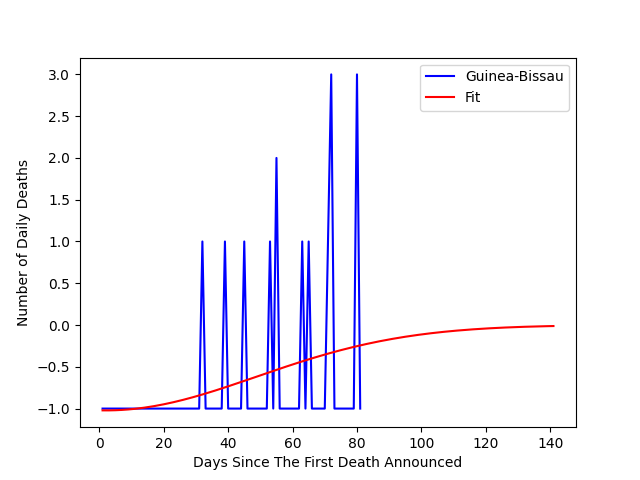 Guinea-Bissau
Fit
Number of Daily Deaths
3.0
2.5
2.0
1.5
1.0
0.5
0.0
−0.5
−1.0
0 20 40 60 80 100 120 140
Days Since The First Death Announced